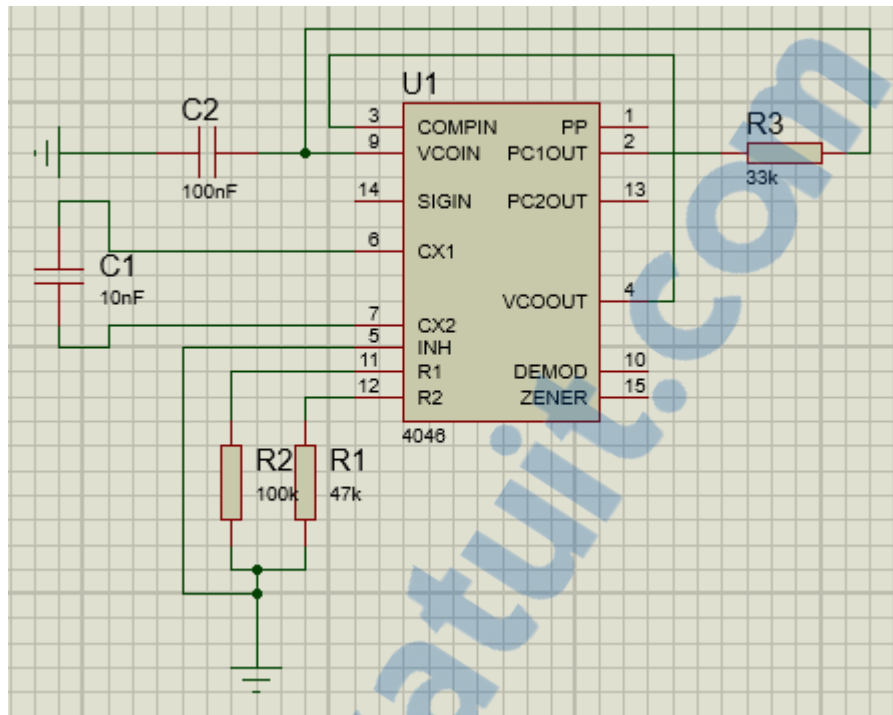 U1
C2
100nF
3
COMPIN
PP
1
9
VCOIN
PC1OUT
2
R3
33k
14
SIGIN
PC2OUT
13
6
CX1
C1
10nF
VCOOUT
4
7
CX2
5
INH
11
R1
DEMOD
10
12
R2
ZENER
15
4046
R2
100k
R1
47k
atuit.com